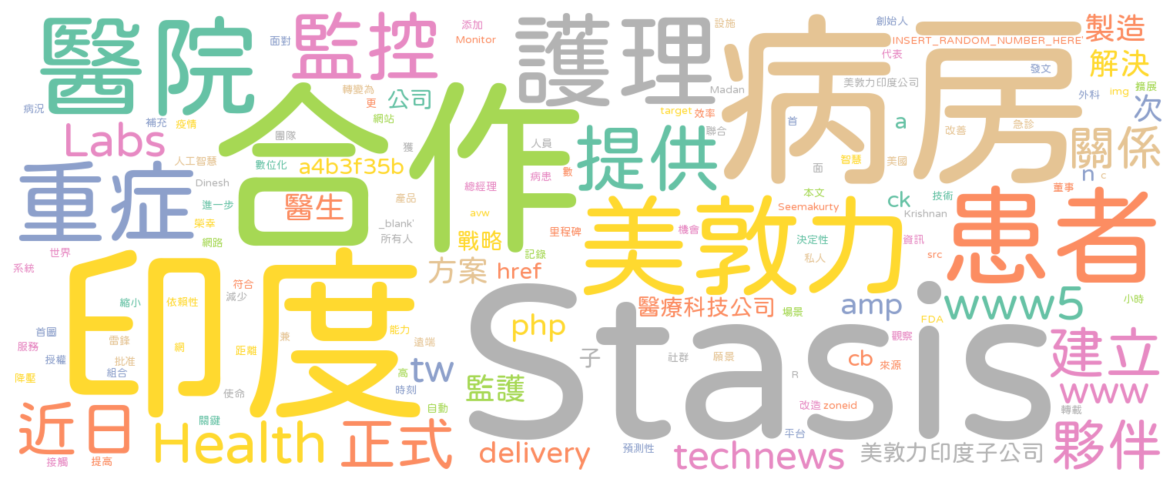 醫院
監控
護理
病房
製造
解決
次
關係
合作
提供
公司
Labs
重症
a4b3f35b
醫生
美敦力
患者
印度
Stasis
戰略
方案
href
醫療科技公司
amp
www5
php
tw
監護
cb
子
建立
www
夥伴
近日
Health
正式
delivery
technews
美敦力印度子公司
a
n
ck
面對
添加
Monitor
設施
創始人
INSERT_RANDOM_NUMBER_HERE'
代表
發文
美敦力印度公司
外科
img
擴展
病況
補充
疫情
轉變為
更
網站
Madan
target
效率
聯合
首
改善
急診
團隊
獲
人員
數位化
人工智慧
Dinesh
進一步
榮幸
網路
產品
總經理
病患
數
_blank'
所有人
avw
里程碑
記錄
機會
面
智慧
美國
本文
Seemakurty
決定性
私人
Krishnan
技術
資訊
src
董事
c
世界
系統
縮小
依賴性
符合
減少
首圖
服務
授權
雷鋒
批准
組合
陣壓
網
距離
兼
能力
遠端
高
時刻
使命
關鍵
自動
接觸
提高
場景
FDA
小時
觀察
來源
社群
願景
R
改造
zoneid
平台
預測性
轉載